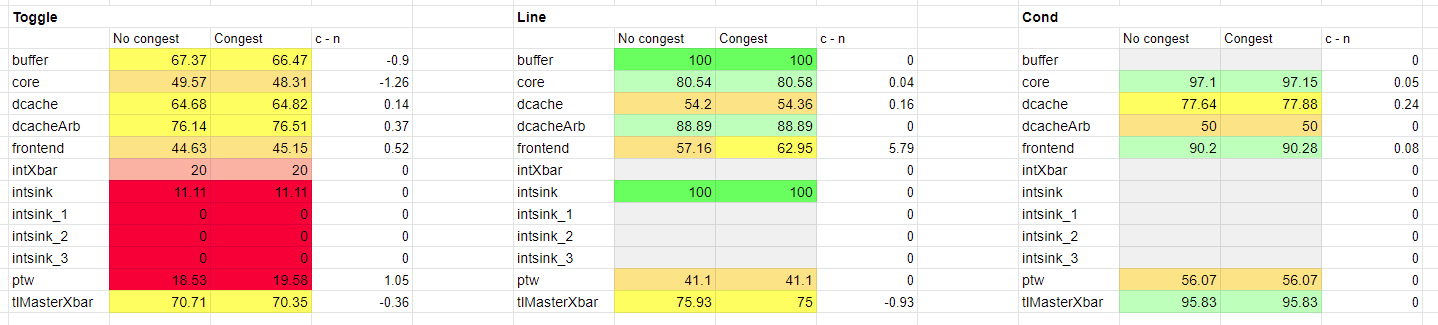 Toggle Line Cond
No congest Congest c - n No congest Congest c - n No congest Congest c - n
buffer 67.37 66.47 -0.9 buffer 100 100 0 buffer 0
core 49.57 48.31 -1.26 core 80.54 80.58 0.04 core 97.1 97.15 0.05
dcache 64.68 64.82 0.14 dcache 54.2 54.36 0.16 dcache 77.64 77.88 0.24
dcacheArb 76.14 76.51 0.37 dcacheArb 88.89 88.89 0 dcacheArb 50 50 0
frontend 44.63 45.15 0.52 frontend 57.16 62.95 5.79 frontend 90.2 90.28 0.08
intXbar 20 20 0 intXbar 0 intXbar 0
intsink 11.11 11.11 0 intsink 100 100 0 intsink 0
intsink_1 0 0 0 intsink_1 0 intsink_1 0
intsink_2 0 0 0 intsink_2 0 intsink_2 0
intsink_3 0 0 0 intsink_3 0 intsink_3 0
ptw 18.53 19.58 1.05 ptw 41.1 41.1 0 ptw 56.07 56.07 0
tlMasterXbar 70.71 70.35 -0.36 tlMasterXbar 75.93 75 -0.93 tlMasterXbar 95.83 95.83 0